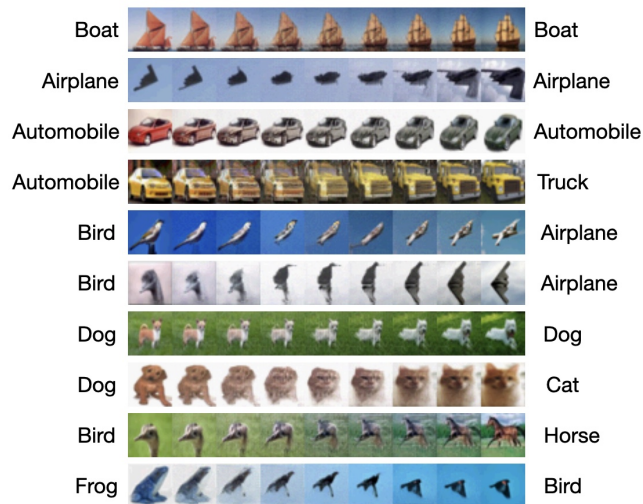 Boat Boat
Airplane Airplane
Automobile Automobile
Automobile Truck
Bird Airplane
Bird Airplane
Dog Dog
Dog Cat
Bird Horse
Frog Bird